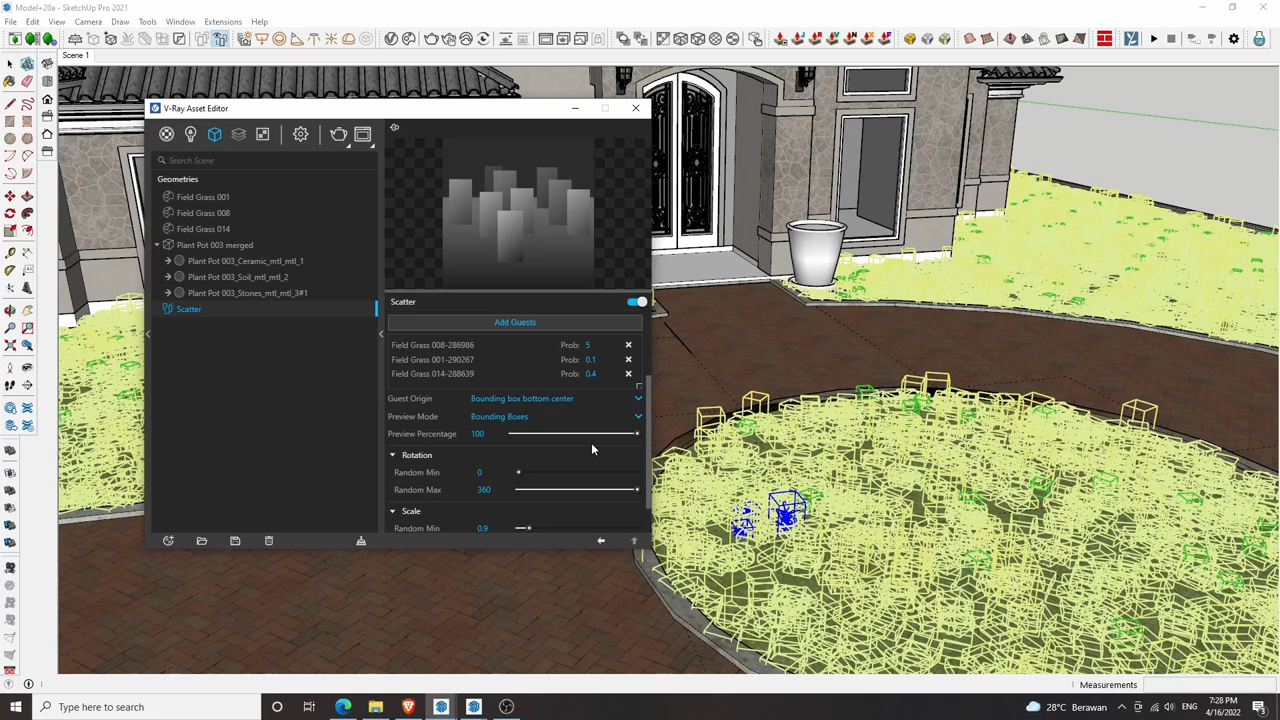 Model+20a - SketchUp Pro 2021
File Edit View Camera Draw Tools Window Extensions Help
Scene 1
V-Ray Asset Editor
Search Scene
Geometries
Field Grass 001
Field Grass 008
Field Grass 014
Plant Pot 003 merged
Plant Pot 003_Ceramic_mtl_mtl_1
Plant Pot 003_Soil_mtl_mtl_2
Plant Pot 003_Stones_mtl_mtl_3#1
Scatter
Scatter
Add Guests
Field Grass 008-286986 Prob: 5
Field Grass 001-290267 Prob: 0.1
Field Grass 014-288639 Prob: 0.4
Guest Origin Bounding box bottom center
Preview Mode Bounding Boxes
Preview Percentage 100
Rotation
Random Min 0
Random Max 360
Scale
Random Min 0.9
Measurements
Type here to search
28°C Berawan
ENG
7:28 PM
4/16/2022